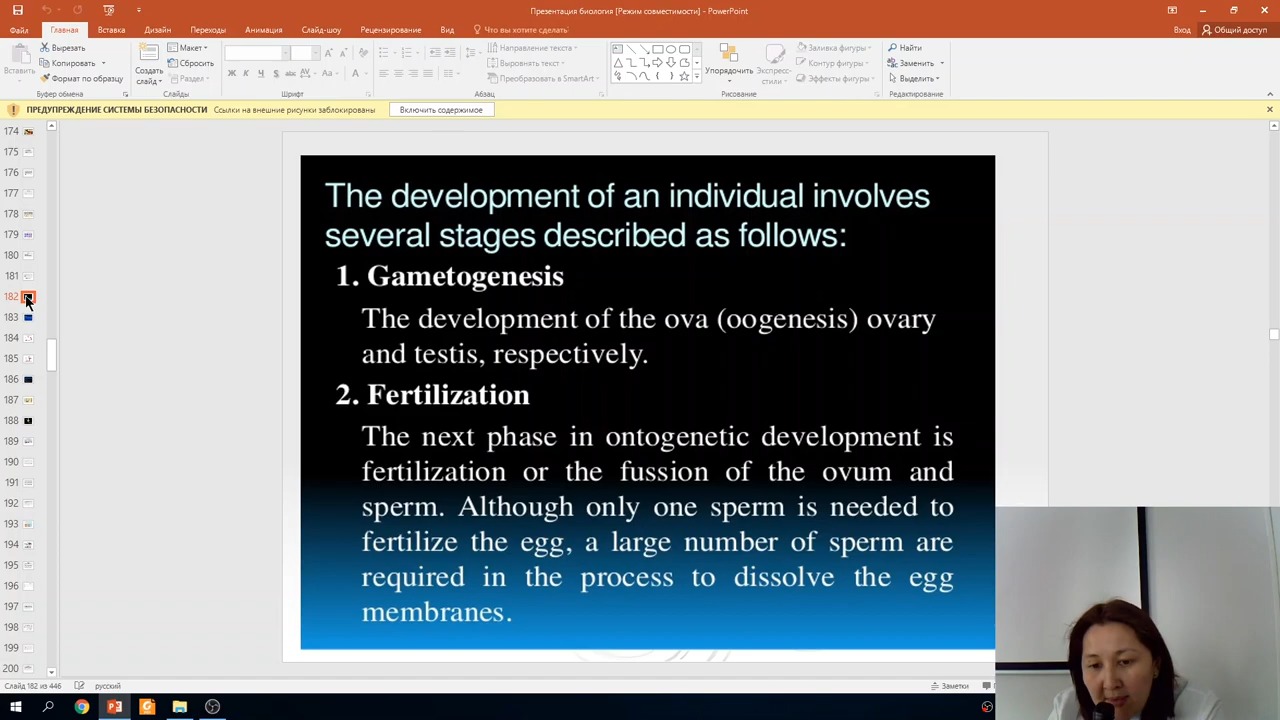 Презентация биология [Режим совместимости] - PowerPoint
Файл Главная Вставка Дизайн Переходы Анимация Слайд-шоу Рецензирование Вид Что вы хотите сделать? Вход Общий доступ
Вставить
Вырезать
Копировать
Формат по образцу
Буфер обмена
Создать слайд
Макет
Сбросить
Раздел
Слайды
Ж К Ч S abc AV Aa A
Шрифт
Направление текста
Выровнять текст
Преобразовать в SmartArt
Абзац
Упорядочить
Экспресс-стили
Заливка фигуры
Контур фигуры
Эффекты фигуры
Рисование
Найти
Заменить
Выделить
Редактирование
ПРЕДУПРЕЖДЕНИЕ СИСТЕМЫ БЕЗОПАСНОСТИ Ссылки на внешние рисунки заблокированы Включить содержимое
174
175
176
177
178
179
180
181
182
183
184
185
186
187
188
189
190
191
192
193
194
195
196
197
198
199
200
The development of an individual involves
several stages described as follows:
1. Gametogenesis
The development of the ova (oogenesis) ovary
and testis, respectively.
2. Fertilization
The next phase in ontogenetic development is
fertilization or the fussion of the ovum and
sperm. Although only one sperm is needed to
fertilize the egg, a large number of sperm are
required in the process to dissolve the egg
membranes.
Слайд 182 из 446 русский Заметки